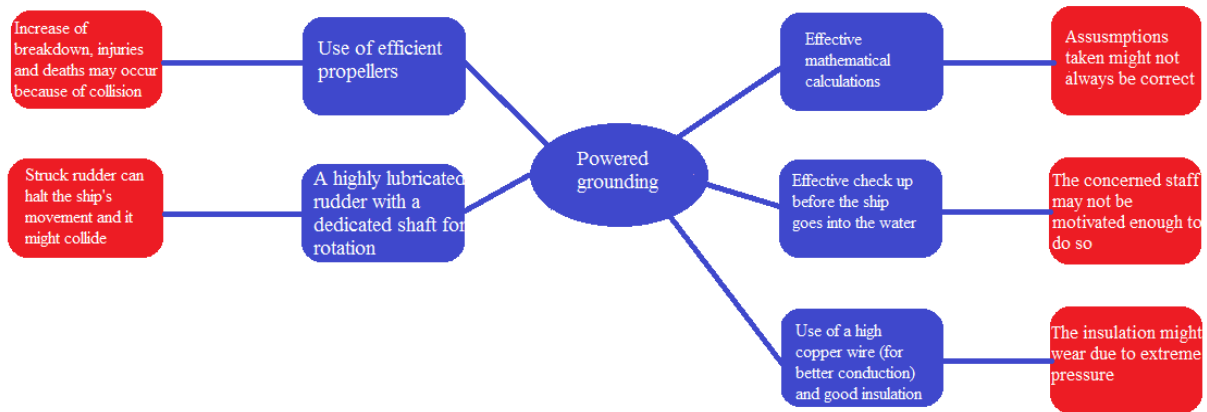 Increase of
breakdown, injuries
and deaths may occur
because of collision
Use of efficient
propellers
Effective
mathematical
calculations
Assusmptions
taken might not
always be correct
Powered
grounding
Struck rudder can
halt the ship's
movement and it
might collide
A highly lubricated
rudder with a
dedicated shaft for
rotation
Effective check up
before the ship
goes into the water
The concerned staff
may not be
motivated enough to
do so
Use of a high
copper wire (for
better conduction)
and good insulation
The insulation might
wear due to extreme
pressure